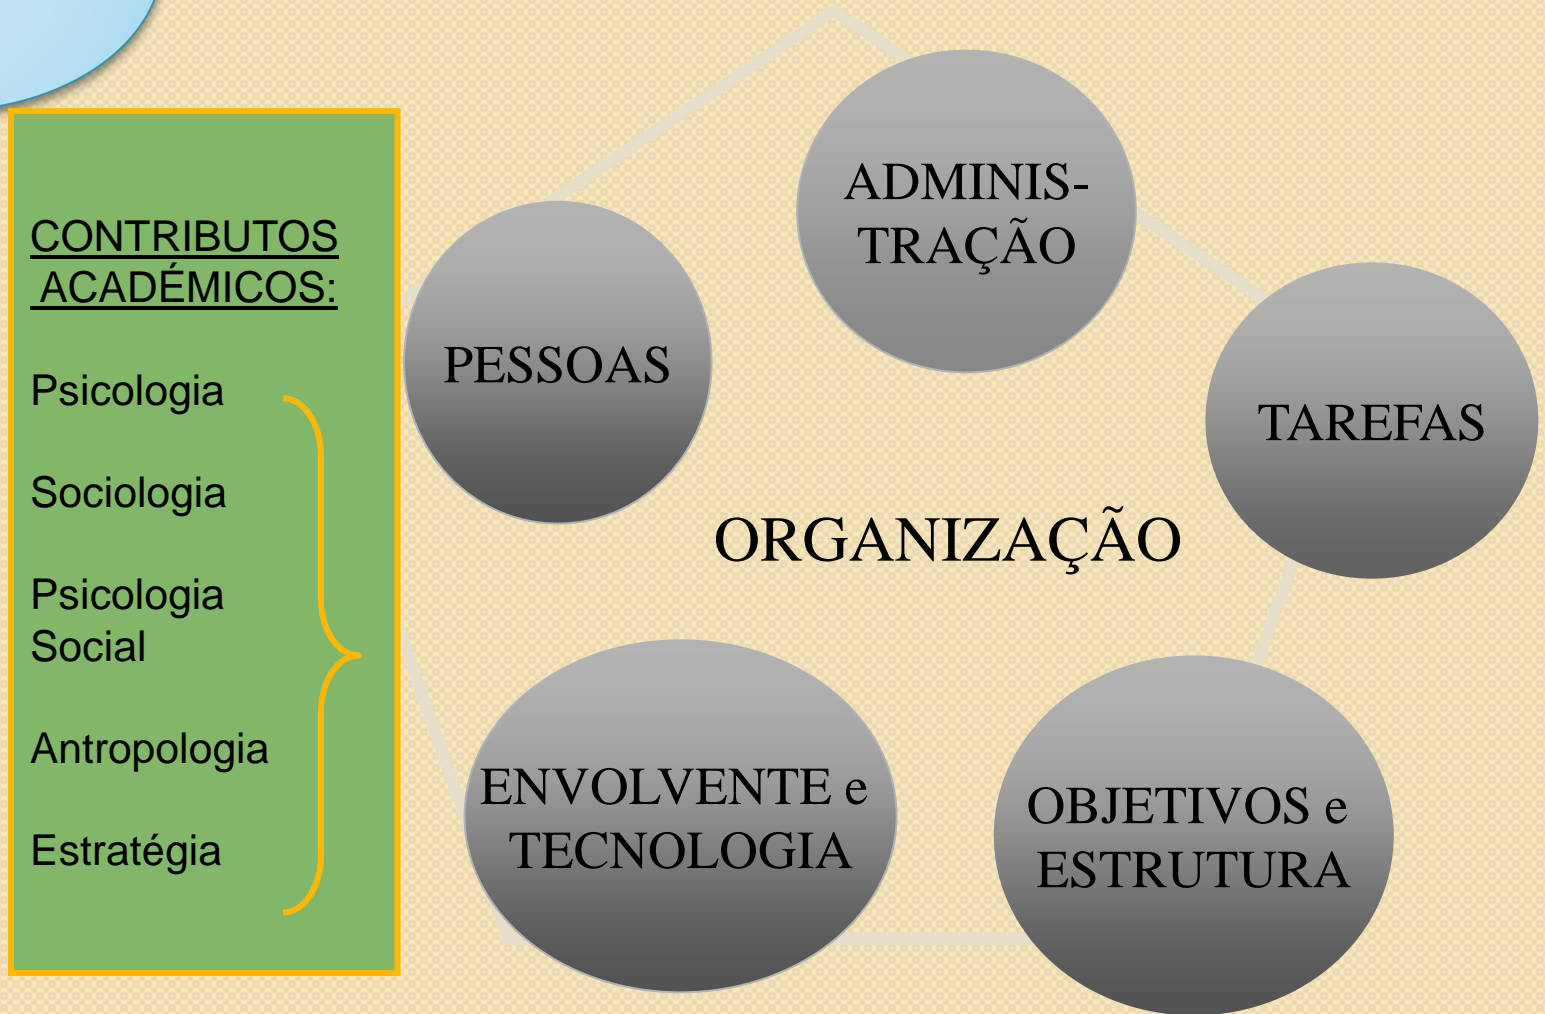 CONTRIBUTOS
ACADÉMICOS:
Psicologia
Sociologia
Psicologia
Social
Antropologia
Estratégia
PESSOAS
ADMINIS-
TRAÇÃO
TAREFAS
ORGANIZAÇÃO
ENVOLVENTE e
TECNOLOGIA
OBJETIVOS e
ESTRUTURA